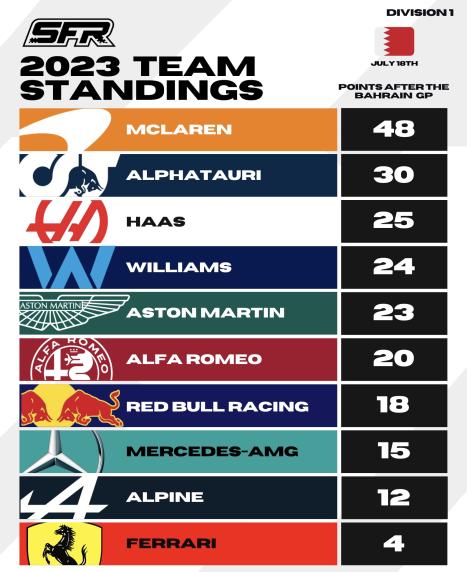 DIVISION 1
SFR
JULY 18TH
2023 TEAM
STANDINGS
POINTS AFTER THE
BAHRAIN GP
MCLAREN 48
ALPHATAURI 30
HAAS 25
WILLIAMS 24
ASTON MARTIN
ASTON MARTIN 23
ALFA ROMEO
ALFA ROMEO 20
RED BULL RACING 18
MERCEDES-AMG 15
ALPINE 12
FERRARI 4